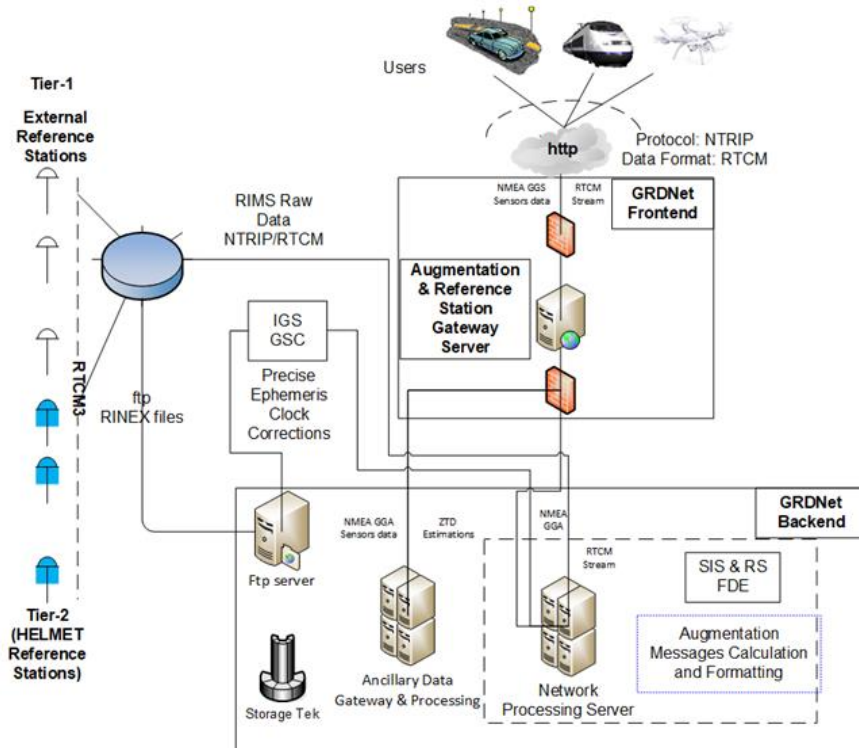 Users
Tier-1
External
Reference
Stations
http
Protocol: NTRIP
Data Format: RTCM
NMEA GGS
Sensors data
RTCM
Stream
GRDNet
Frontend
RIMS Raw
Data
NTRIP/RTCM
Augmentation
& Reference
Station
Gateway
Server
IGS
GSC
Precise
Ephemeris
Clock
Corrections
RTCM3
ftp
RINEX files
GRDNet
Backend
NMEA GGA
Sensors data
ZTD
Estimations
NMEA
GGA
RTCM
Stream
SIS & RS
FDE
Ftp server
Augmentation
Messages Calculation
and Formatting
Tier-2
(HELMET
Reference
Stations)
Storage Tek
Ancillary Data
Gateway & Processing
Network
Processing Server